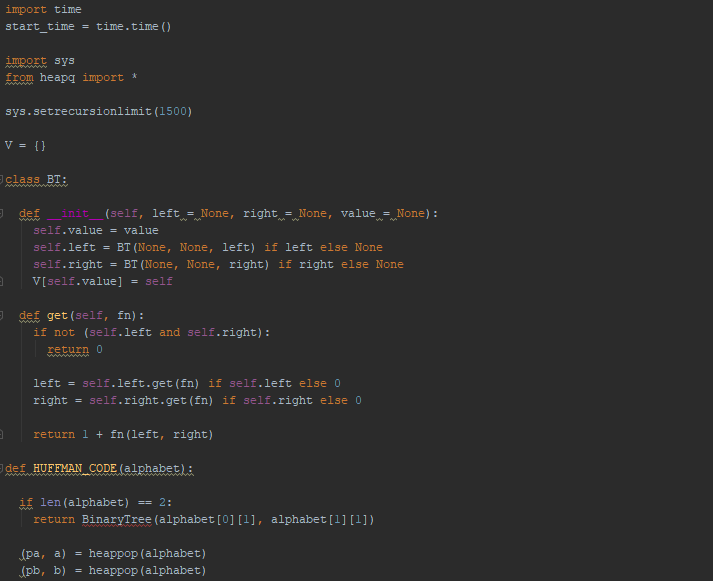 import time
start_time = time.time()
import sys
from heapq import *
sys.setrecursionlimit(1500)
V = {}
class BT:
def __init__(self, left = None, right = None, value = None):
self.value = value
self.left = BT(None, None, left) if left else None
self.right = BT(None, None, right) if right else None
V[self.value] = self
def get(self, fn):
if not (self.left and self.right):
return 0
left = self.left.get(fn) if self.left else 0
right = self.right.get(fn) if self.right else 0
return 1 + fn(left, right)
def HUFFMAN_CODE(alphabet):
if len(alphabet) == 2:
return BinaryTree(alphabet[0][1], alphabet[1][1])
(pa, a) = heappop(alphabet)
(pb, b) = heappop(alphabet)